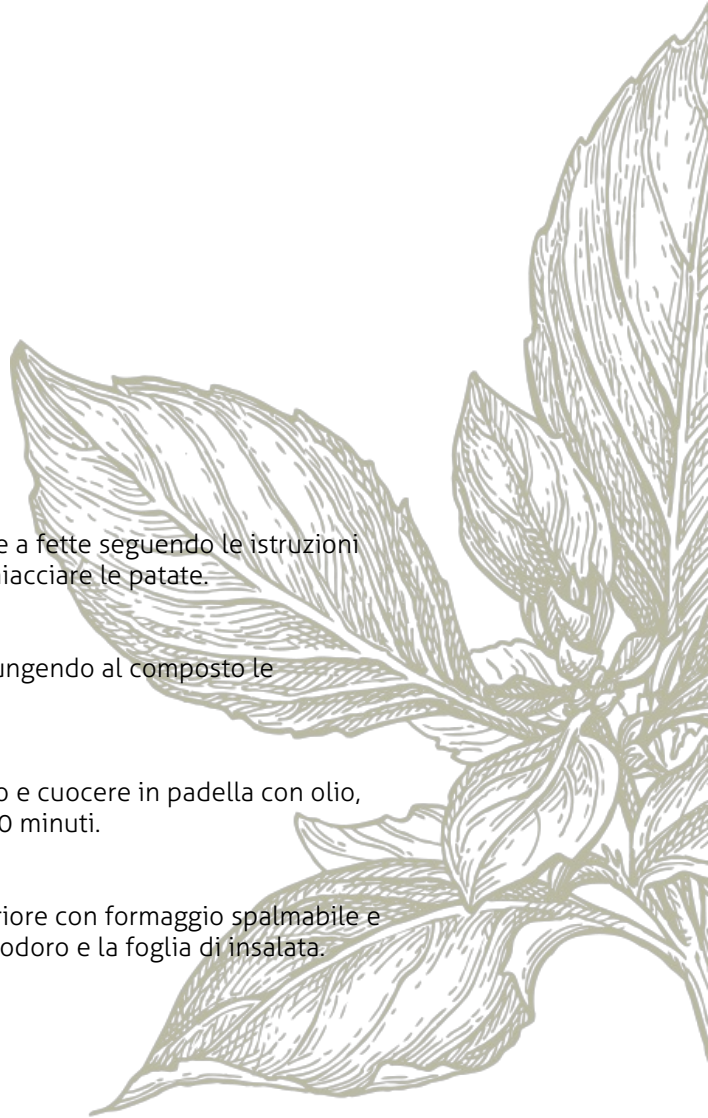 e a fette seguendo le istruzioni
iacciare le patate.
ungendo al composto le
o e cuocere in padella con olio,
0 minuti.
riore con formaggio spalmabile e
odoro e la foglia di insalata.